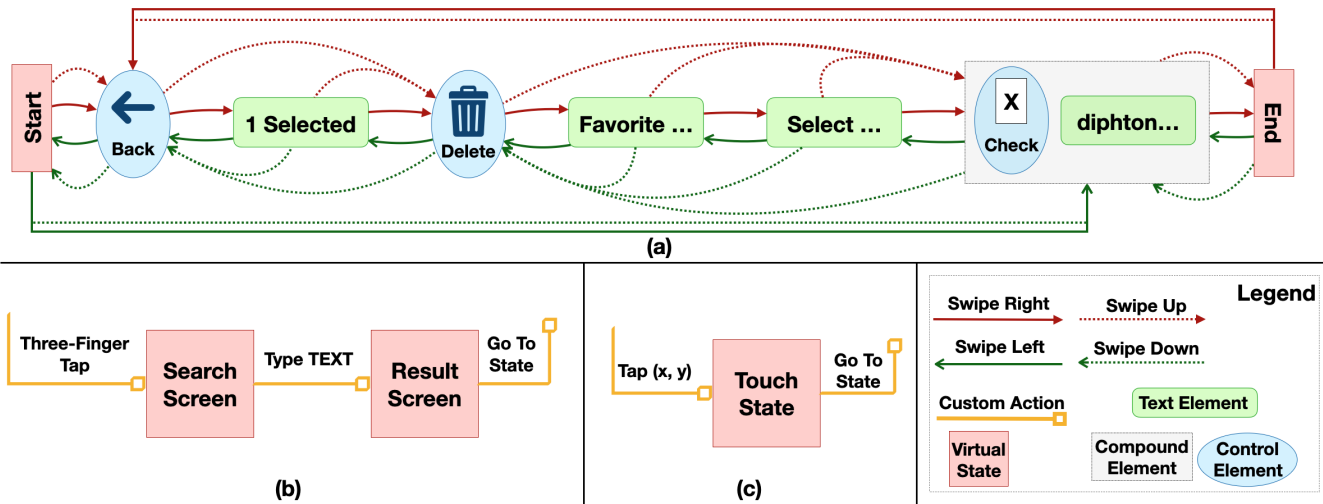 Start
Back
1 Selected
Delete
Favorite ...
Select ...
X
Check
diphton...
End
(a)
Three-Finger
Tap
Search
Screen
Type TEXT
Result
Screen
Go To
State
(b)
Tap (x, y)
Touch
State
Go To
State
(c)
Legend
Swipe Right
Swipe Up
Swipe Left
Swipe Down
Custom Action
Text Element
Virtual
State
Compound
Element
Control
Element